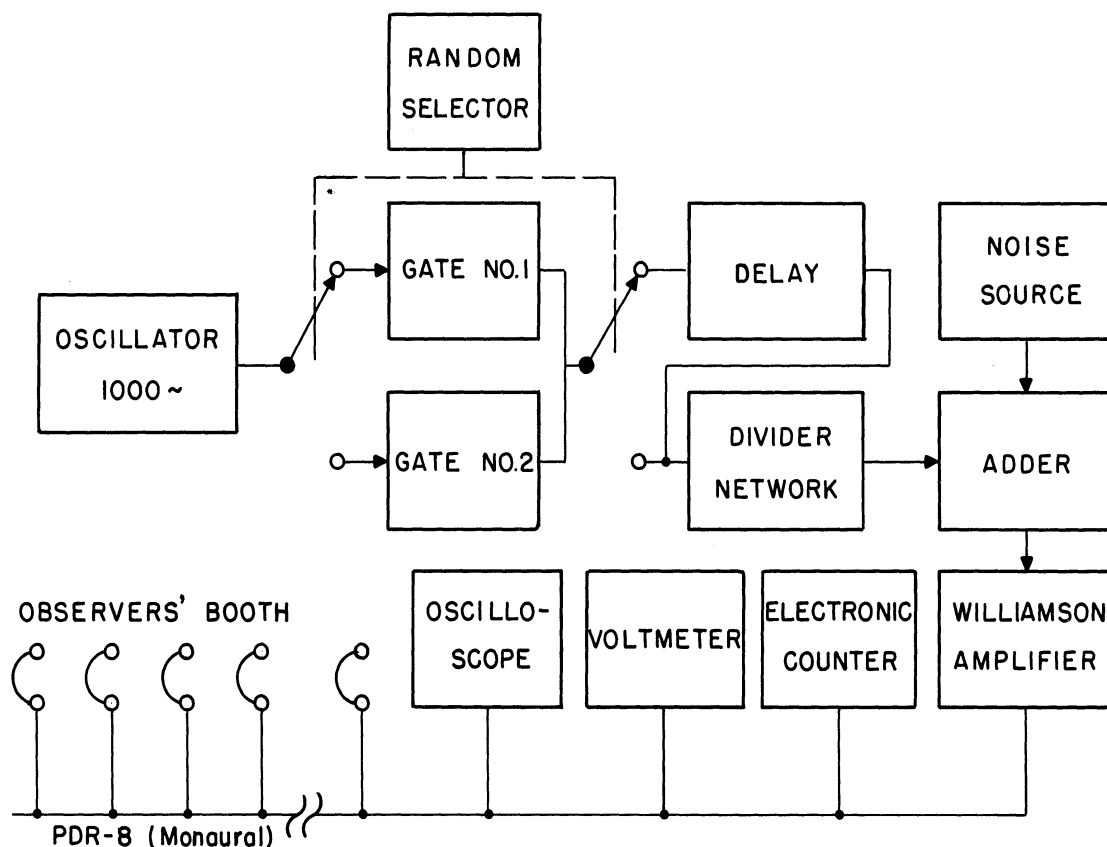 RANDOM
SELECTOR
OSCILLATOR
1000~
GATE NO.1
DELAY
NOISE
SOURCE
GATE NO.2
DIVIDER
NETWORK
ADDER
OBSERVERS' BOOTH
OSCILLO-
SCOPE
VOLTMETER
ELECTRONIC
COUNTER
WILLIAMSON
AMPLIFIER
PDR-8 (Monaural)